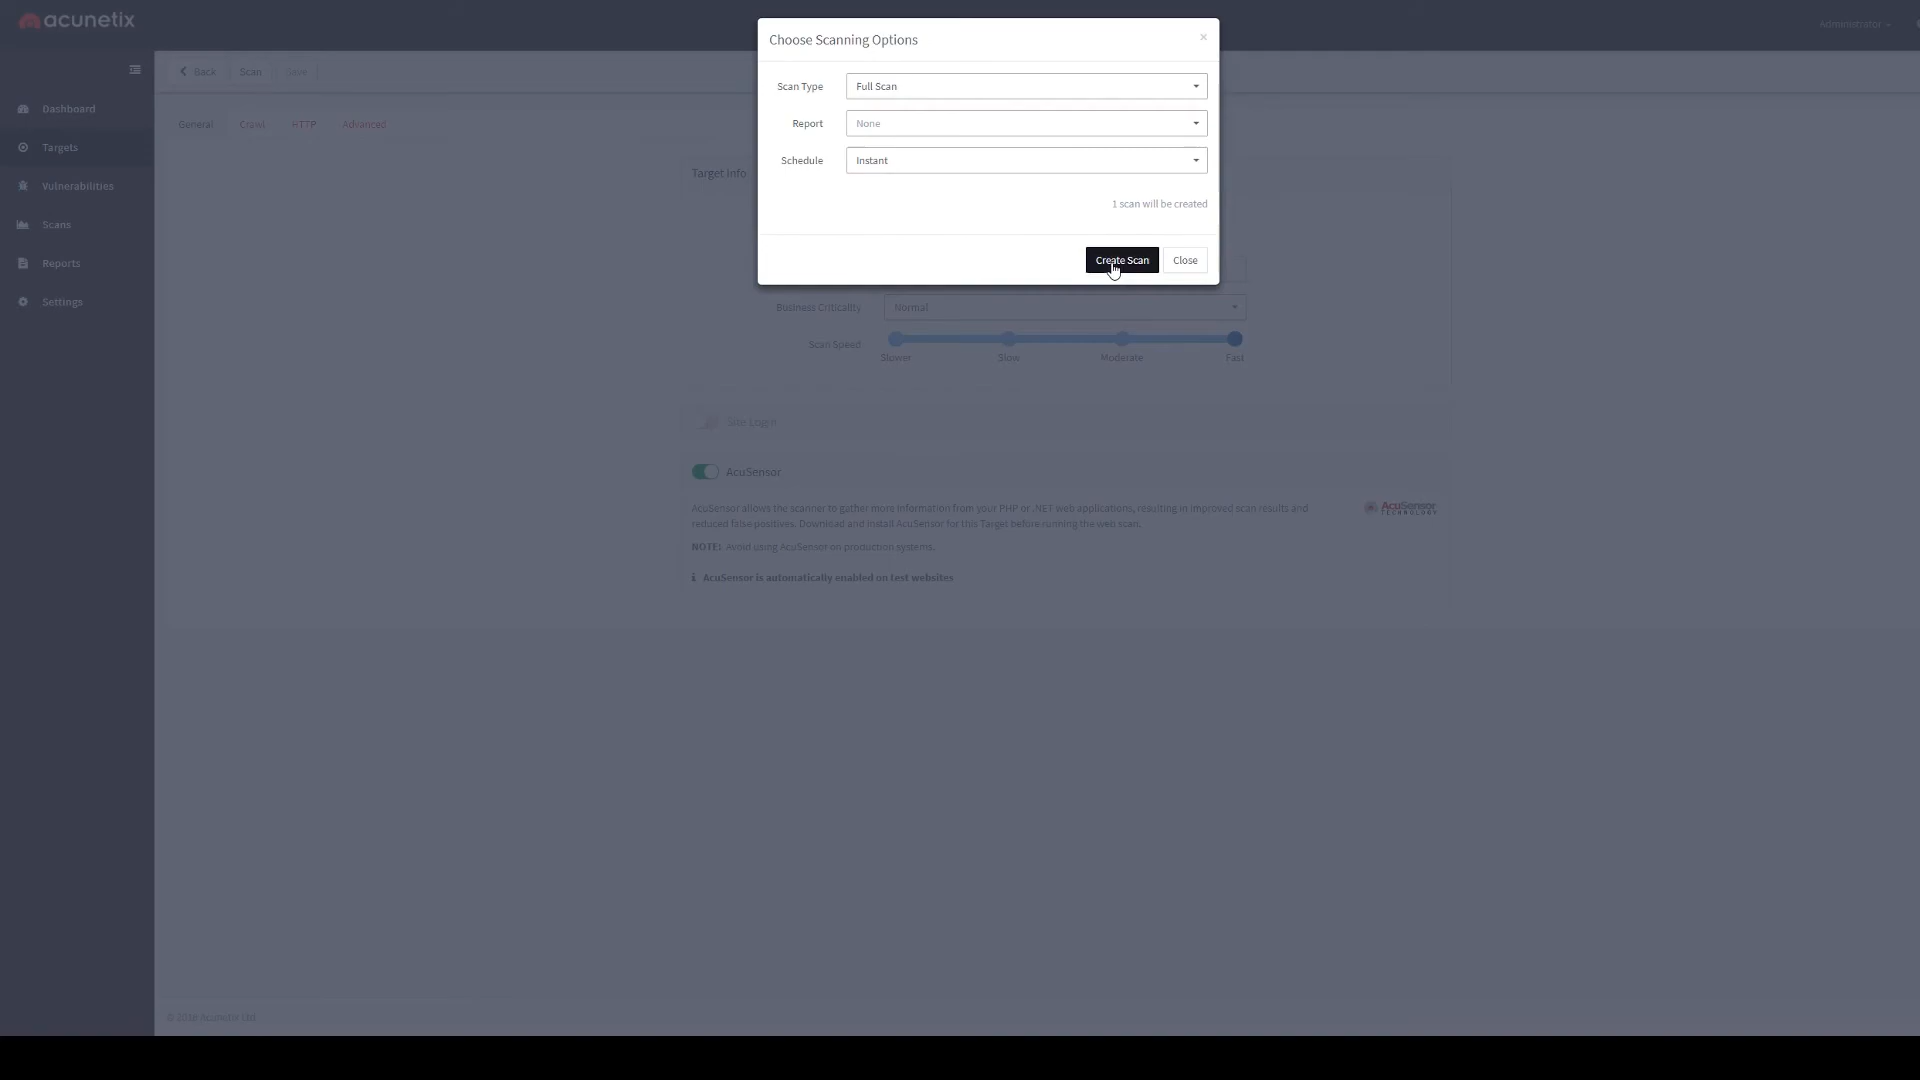 acunetix
Administrator
Choose Scanning Options
×
Back
Scan
Save
Scan Type
Full Scan
Dashboard
General
Crawl
HTTP
Advanced
Report
None
Targets
Schedule
Instant
Target Info
Vulnerabilities
1 scan will be created
Scans
Reports
Create Scan
Close
Settings
Business Criticality
Normal
Scan Speed
Slower
Slow
Moderate
Fast
Site Login
AcuSensor
AcuSensor allows the scanner to gather more information from your PHP or .NET web applications, resulting in improved scan results and
reduced false positives. Download and install AcuSensor for this Target before running the web scan.
AcuSensor
TECHNOLOGY
NOTE: Avoid using AcuSensor on production systems.
AcuSensor is automatically enabled on test websites
© 2018 Acunetix Ltd.